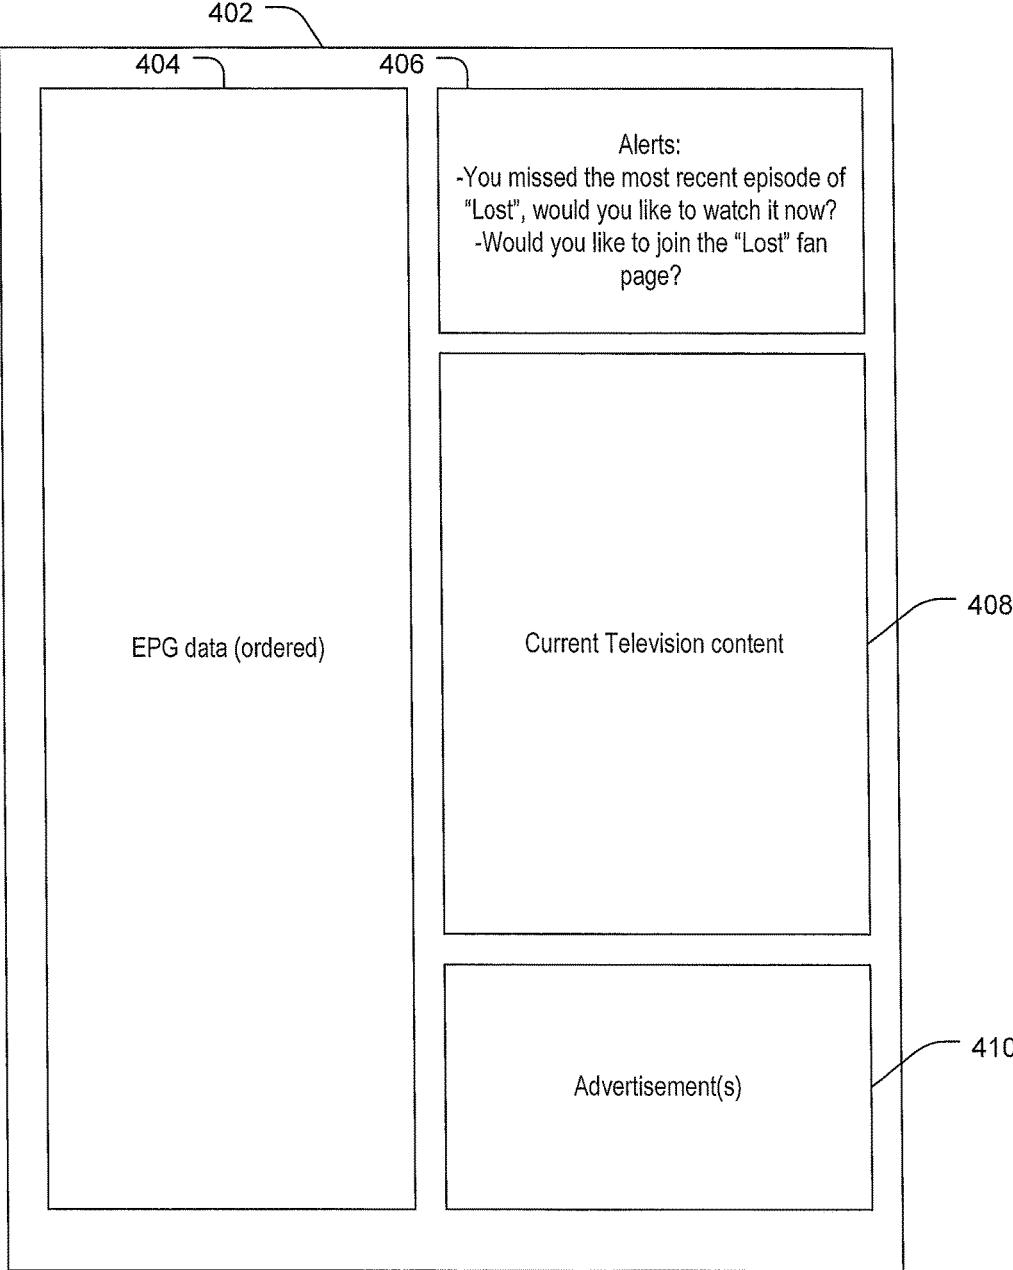 402
404
406
Alerts:
-You missed the most recent episode of
“Lost”, would you like to watch it now?
-Would you like to join the “Lost” fan
page?
408
EPG data (ordered)
Current Television content
410
Advertisement(s)